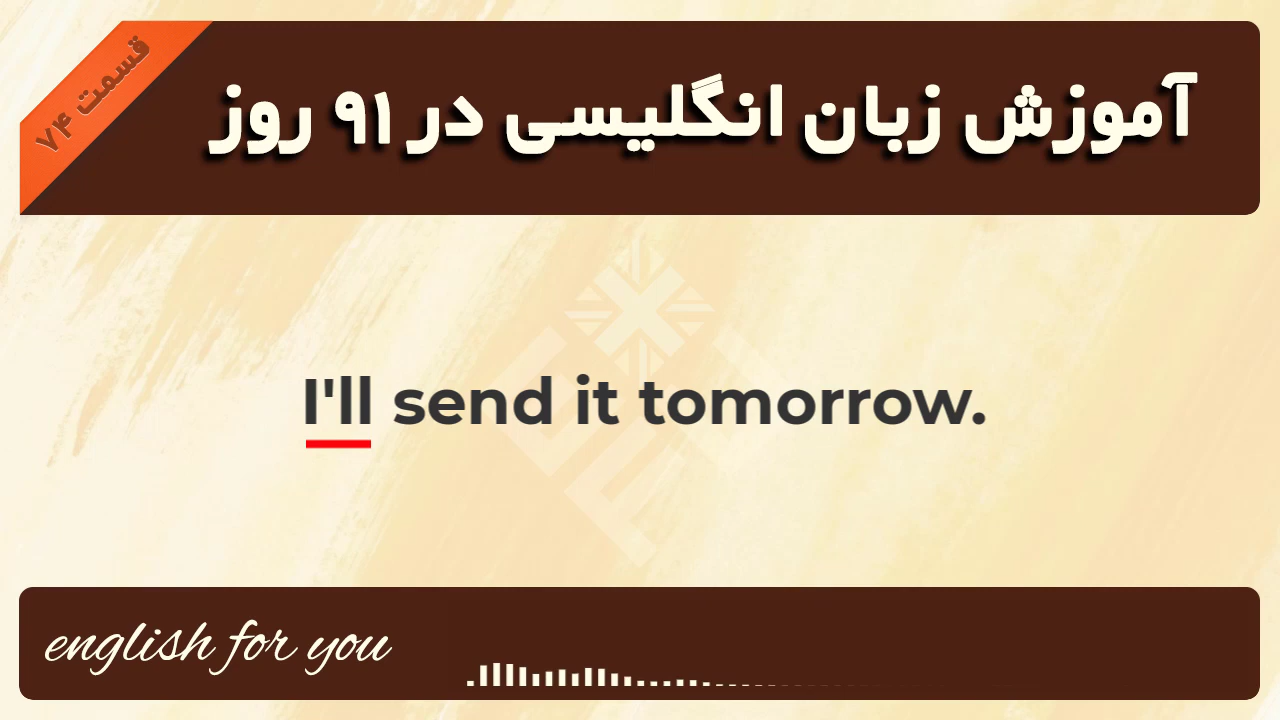 آموزش زبان انگلیسی در ۹۱ روز
قسمت ۷۴
I'll send it tomorrow.
english for you